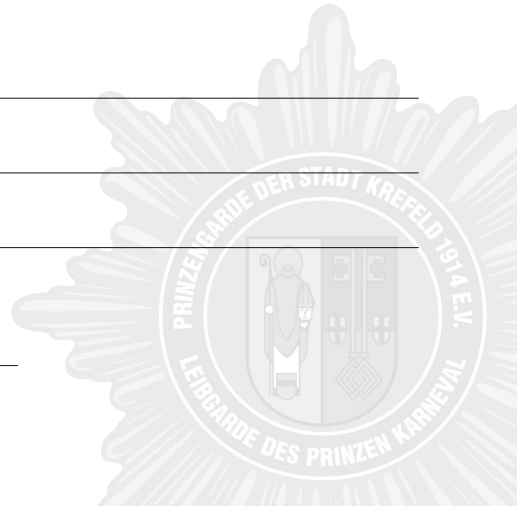 PRINZENGARDE DER STADT KREFELD 1914 E.V.
LEIBGARDE DES PRINZEN KARNEVAL